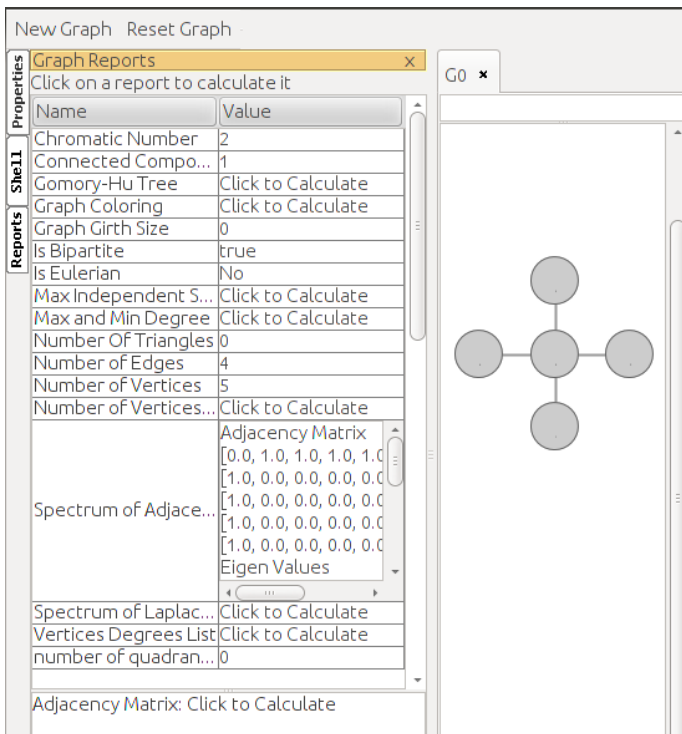 New Graph Reset Graph
Properties
Shell
Reports
Graph Reports x
Click on a report to calculate it
Name Value
Chromatic Number 2
Connected Compo... 1
Gomory-Hu Tree Click to Calculate
Graph Coloring Click to Calculate
Graph Girth Size 0
Is Bipartite true
Is Eulerian No
Max Independent S... Click to Calculate
Max and Min Degree Click to Calculate
Number Of Triangles 0
Number of Edges 4
Number of Vertices 5
Number of Vertices... Click to Calculate
Spectrum of Adjace...
Adjacency Matrix
[0.0, 1.0, 1.0, 1.0, 1.0
[1.0, 0.0, 0.0, 0.0, 0.0
[1.0, 0.0, 0.0, 0.0, 0.0
[1.0, 0.0, 0.0, 0.0, 0.0
[1.0, 0.0, 0.0, 0.0, 0.0
Eigen Values
Spectrum of Laplac... Click to Calculate
Vertices Degrees List Click to Calculate
number of quadran... 0
Adjacency Matrix: Click to Calculate
G0 ×